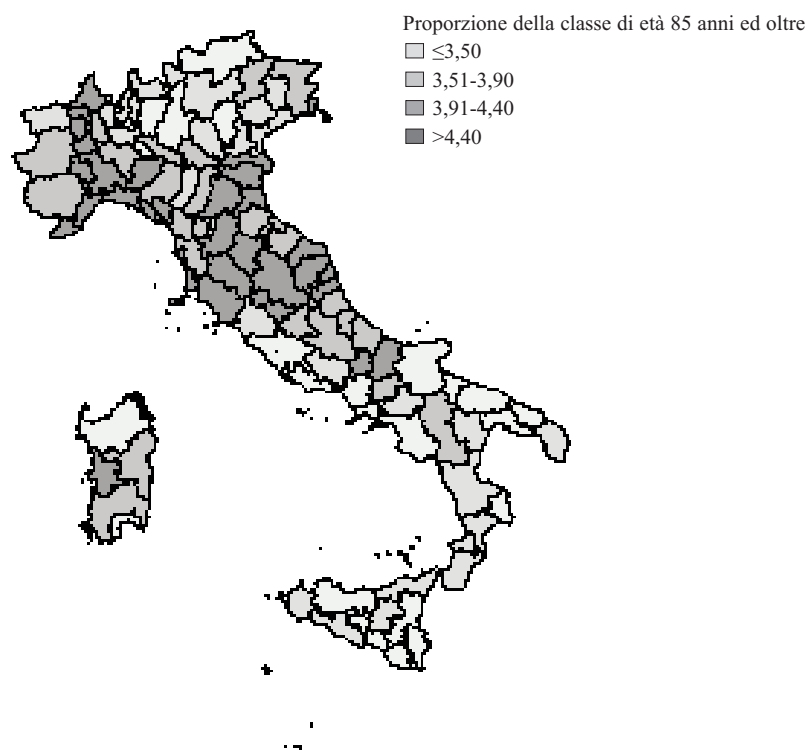 Proporzione della classe di età 85 anni ed oltre
≤3,50
3,51-3,90
3,91-4,40
>4,40